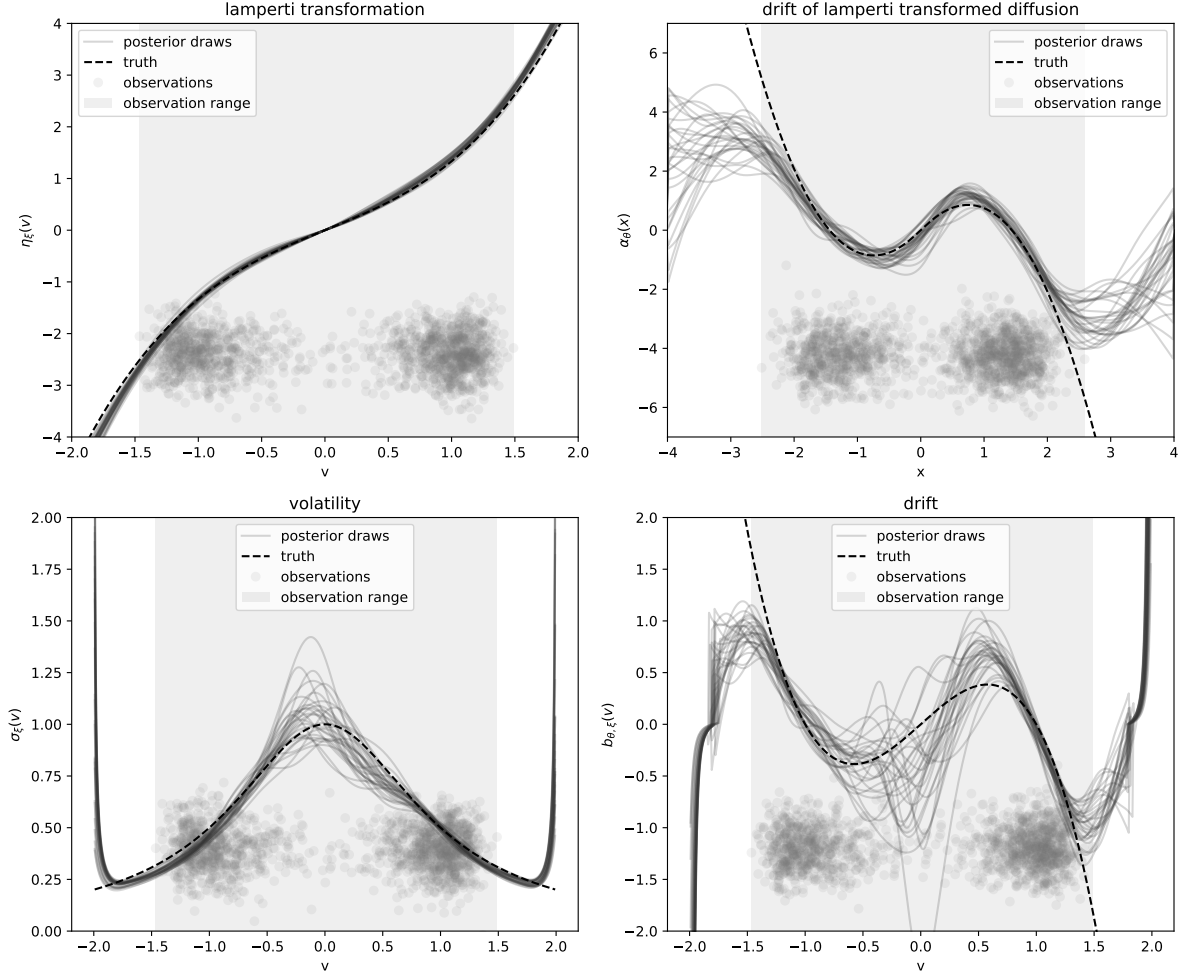 lamperti transformation
4
3
2
1
0
−1
−2
−3
−4
η_ξ(v)
posterior draws
truth
observations
observation range
−2.0 −1.5 −1.0 −0.5 0.0 0.5 1.0 1.5 2.0
v
drift of lamperti transformed diffusion
6
4
2
0
−2
−4
−6
α_θ(x)
posterior draws
truth
observations
observation range
−4 −3 −2 −1 0 1 2 3 4
x
volatility
2.00
1.75
1.50
1.25
1.00
0.75
0.50
0.25
0.00
σ_ξ(v)
posterior draws
truth
observations
observation range
−2.0 −1.5 −1.0 −0.5 0.0 0.5 1.0 1.5 2.0
v
drift
2.0
1.5
1.0
0.5
0.0
−0.5
−1.0
−1.5
−2.0
b_θ,ξ(v)
posterior draws
truth
observations
observation range
−2.0 −1.5 −1.0 −0.5 0.0 0.5 1.0 1.5 2.0
v